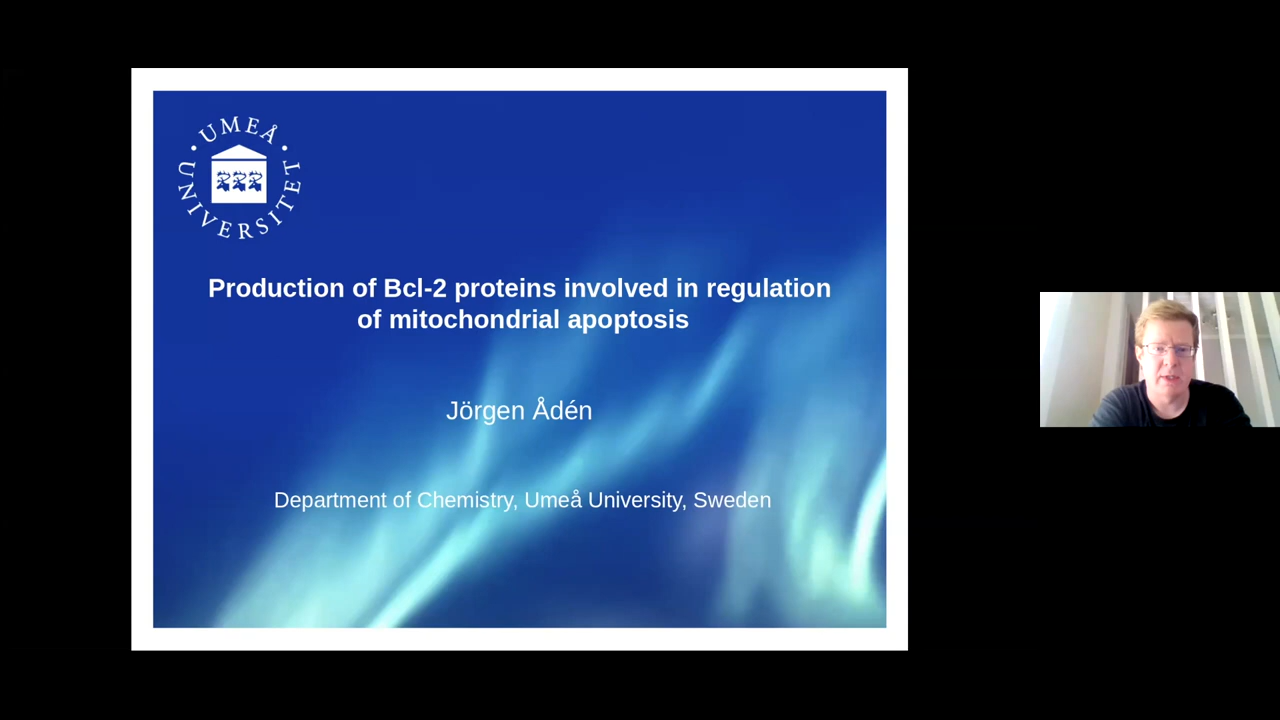 · UMEÅ ·
UNIVERSITET
Production of Bcl-2 proteins involved in regulation
of mitochondrial apoptosis
Jörgen Ådén
Department of Chemistry, Umeå University, Sweden